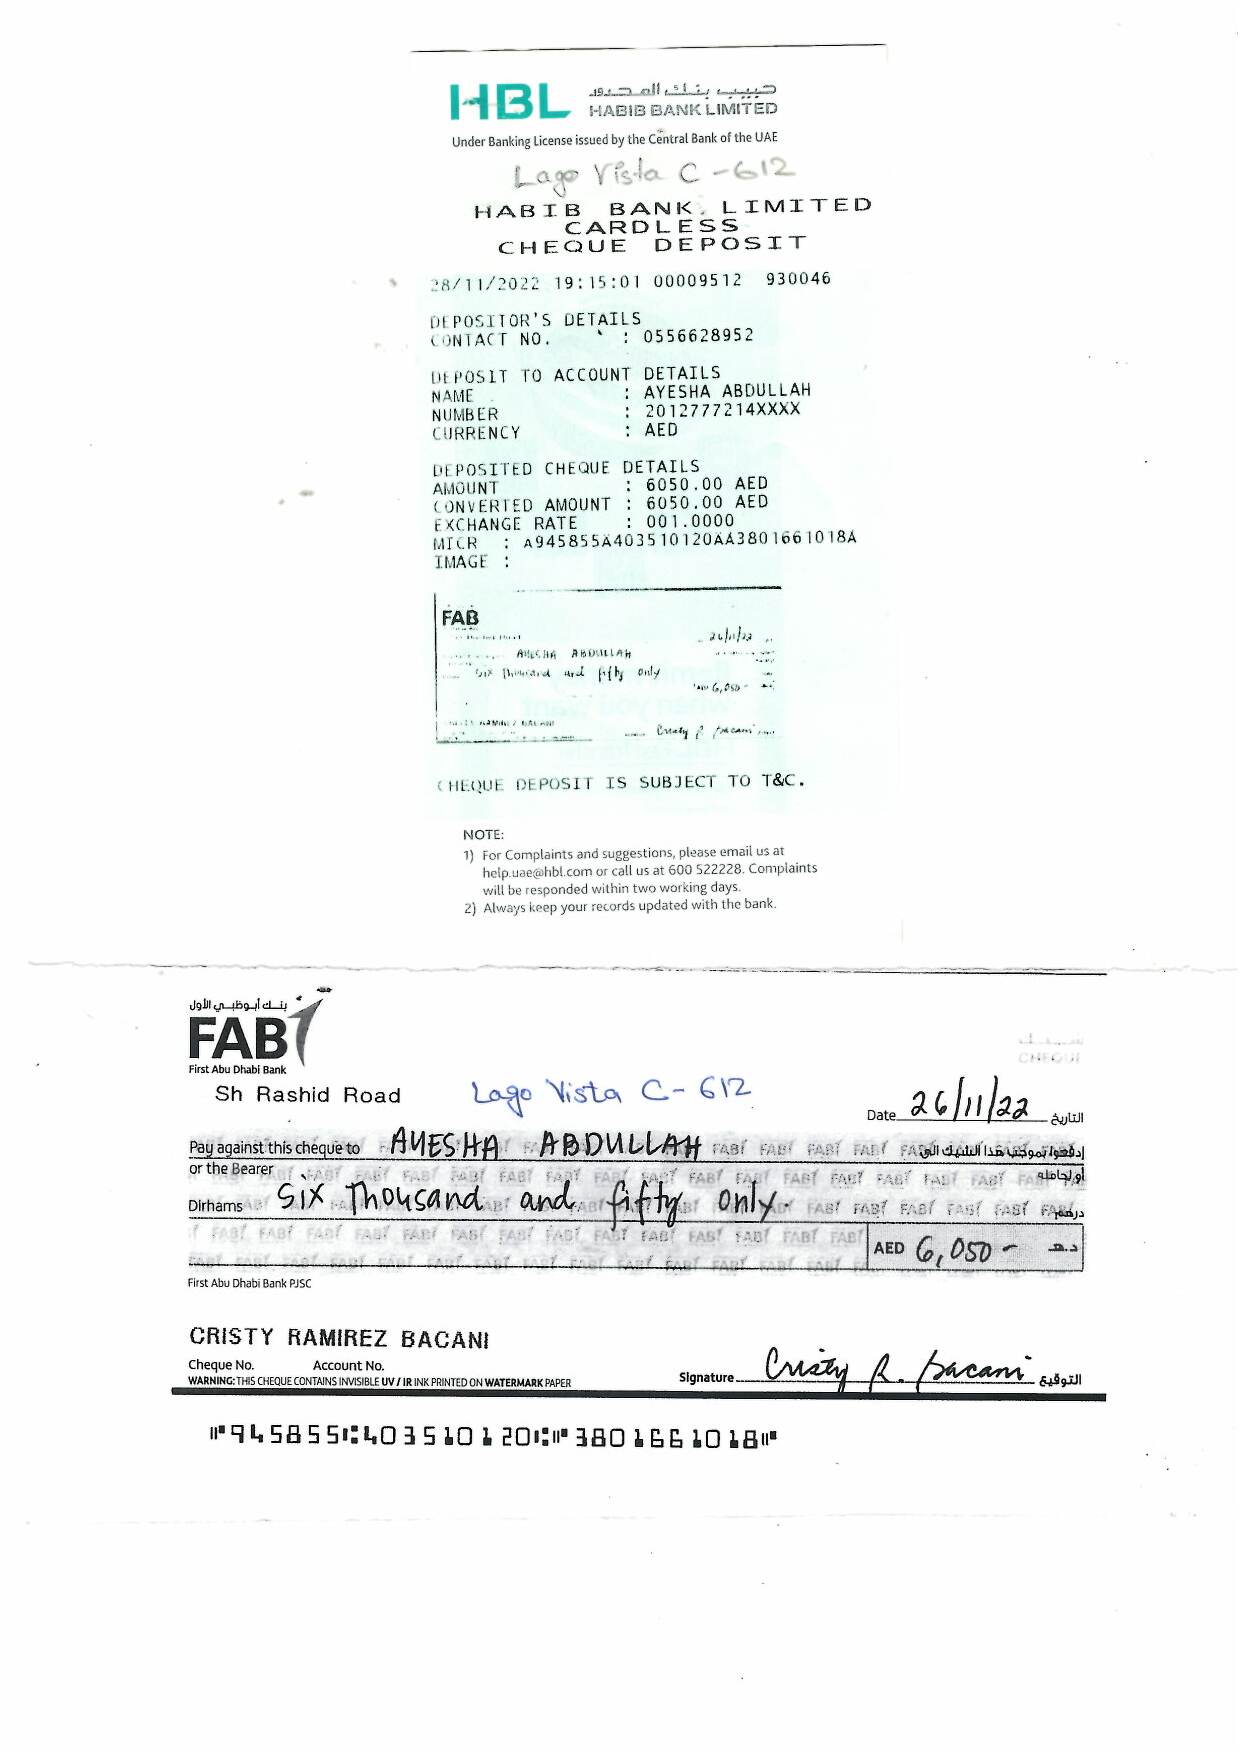 HBL حبيب بنك المحدود
HABIB BANK LIMITED
Under Banking License issued by the Central Bank of the UAE
Lago Vista C - 612
HABIB BANK LIMITED
CARDLESS
CHEQUE DEPOSIT
28/11/2022 19:15:01 00009512 930046
DEPOSITOR'S DETAILS
CONTACT NO. : 0556628952
DEPOSIT TO ACCOUNT DETAILS
NAME : AYESHA ABDULLAH
NUMBER : 2012777214XXXX
CURRENCY : AED
DEPOSITED CHEQUE DETAILS
AMOUNT : 6050.00 AED
CONVERTED AMOUNT : 6050.00 AED
EXCHANGE RATE : 001.0000
MICR : A945855A403510120AA3801661018A
IMAGE :
FAB
26/11/22
AYESHA ABDULLAH
Six Thousand and fifty only
6,050-
Cristy R. Bacani
CHEQUE DEPOSIT IS SUBJECT TO T&C.
NOTE:
1) For Complaints and suggestions, please email us at
help.uae@hbl.com or call us at 600 522228. Complaints
will be responded within two working days.
2) Always keep your records updated with the bank.
بنك أبوظبي الأول
FAB
First Abu Dhabi Bank
شيك
CHEQUE
Sh Rashid Road
Lago Vista C - 612
Date 26/11/22 التاريخ
Pay against this cheque to AYESHA ABDULLAH إدفعوا بموجب هذا الشيك إلى
or the Bearer أو لحامله
Dirhams Six Thousand and fifty only. درهم
AED 6,050 - د.هـ
First Abu Dhabi Bank PJSC
CRISTY RAMIREZ BACANI
Cheque No. Account No.
WARNING: THIS CHEQUE CONTAINS INVISIBLE UV / IR INK PRINTED ON WATERMARK PAPER
Signature Cristy R. Bacani التوقيع
⑈945855⑆403510120⑆⑈3801661018⑈